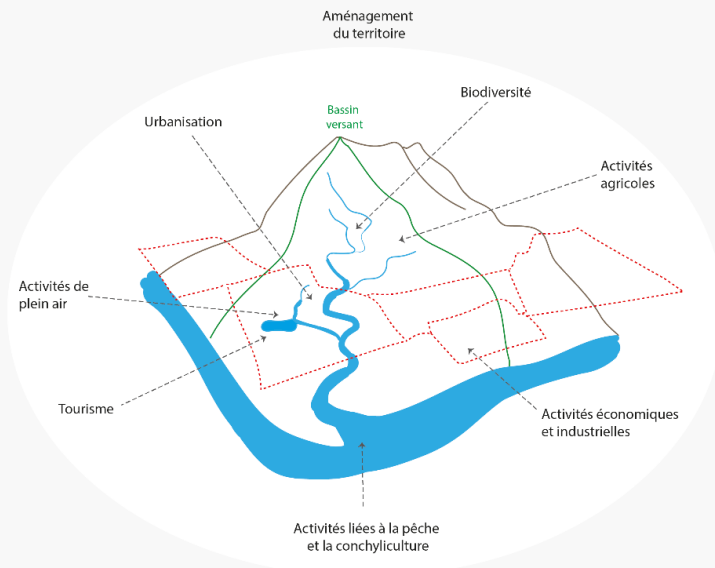 Aménagement
du territoire
Biodiversité
Bassin
versant
Urbanisation
Activités
agricoles
Activités de
plein air
Tourisme
Activités économiques
et industrielles
Activités liées à la pêche
et la conchyliculture